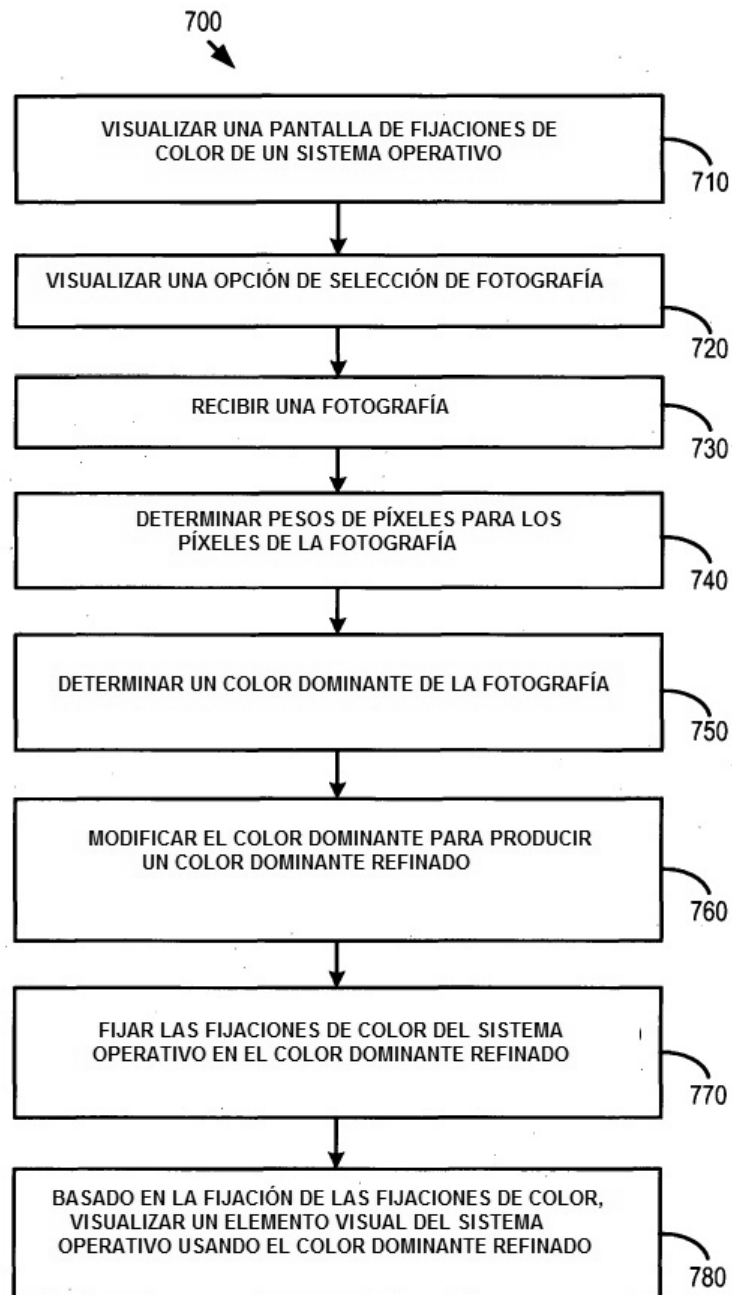 700
VISUALIZAR UNA PANTALLA DE FIJACIONES DE
COLOR DE UN SISTEMA OPERATIVO
710
VISUALIZAR UNA OPCIÓN DE SELECCIÓN DE FOTOGRAFÍA
720
RECIBIR UNA FOTOGRAFÍA
730
DETERMINAR PESOS DE PÍXELES PARA LOS
PÍXELES DE LA FOTOGRAFÍA
740
DETERMINAR UN COLOR DOMINANTE DE LA FOTOGRAFÍA
750
MODIFICAR EL COLOR DOMINANTE PARA PRODUCIR
UN COLOR DOMINANTE REFINADO
760
FIJAR LAS FIJACIONES DE COLOR DEL SISTEMA
OPERATIVO EN EL COLOR DOMINANTE REFINADO
770
BASADO EN LA FIJACIÓN DE LAS FIJACIONES DE COLOR,
VISUALIZAR UN ELEMENTO VISUAL DEL SISTEMA
OPERATIVO USANDO EL COLOR DOMINANTE REFINADO
780